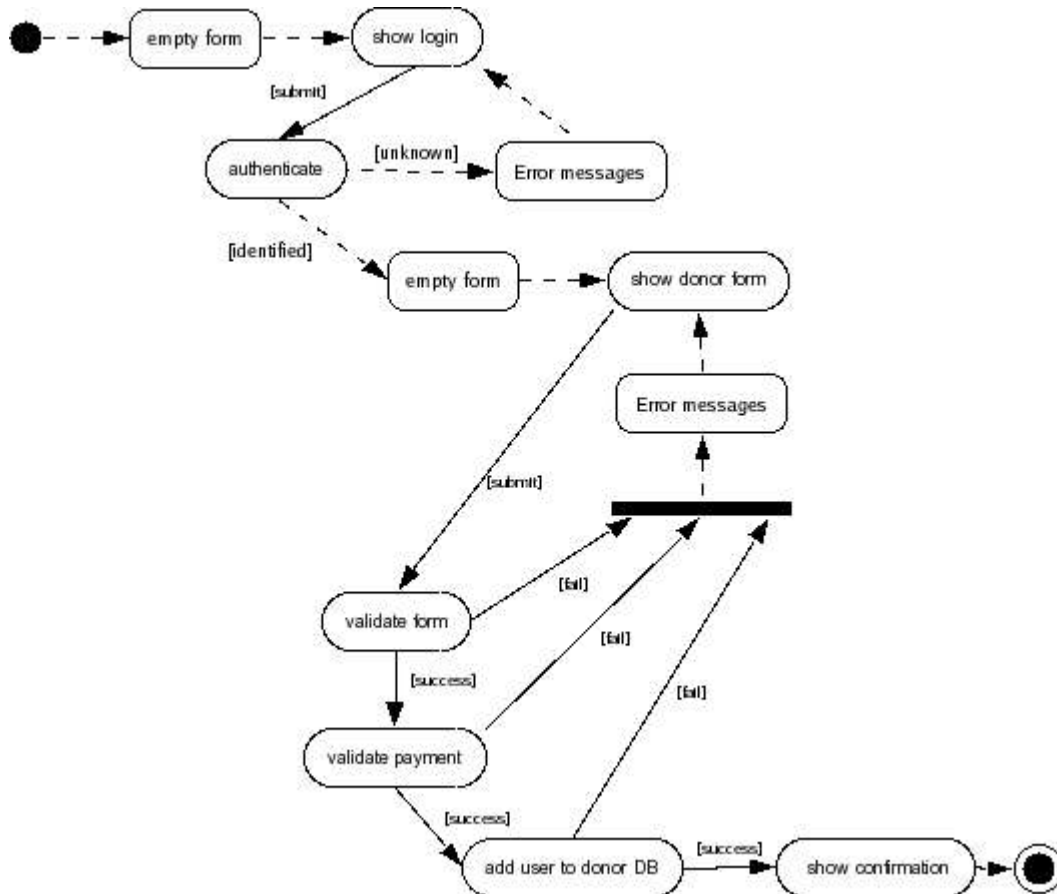 empty form
show login
[submit]
authenticate
[unknown]
Error messages
[identified]
empty form
show donor form
Error messages
[submit]
[fail]
validate form
[fail]
[success]
[fail]
validate payment
[success]
add user to donor DB
[success]
show confirmation